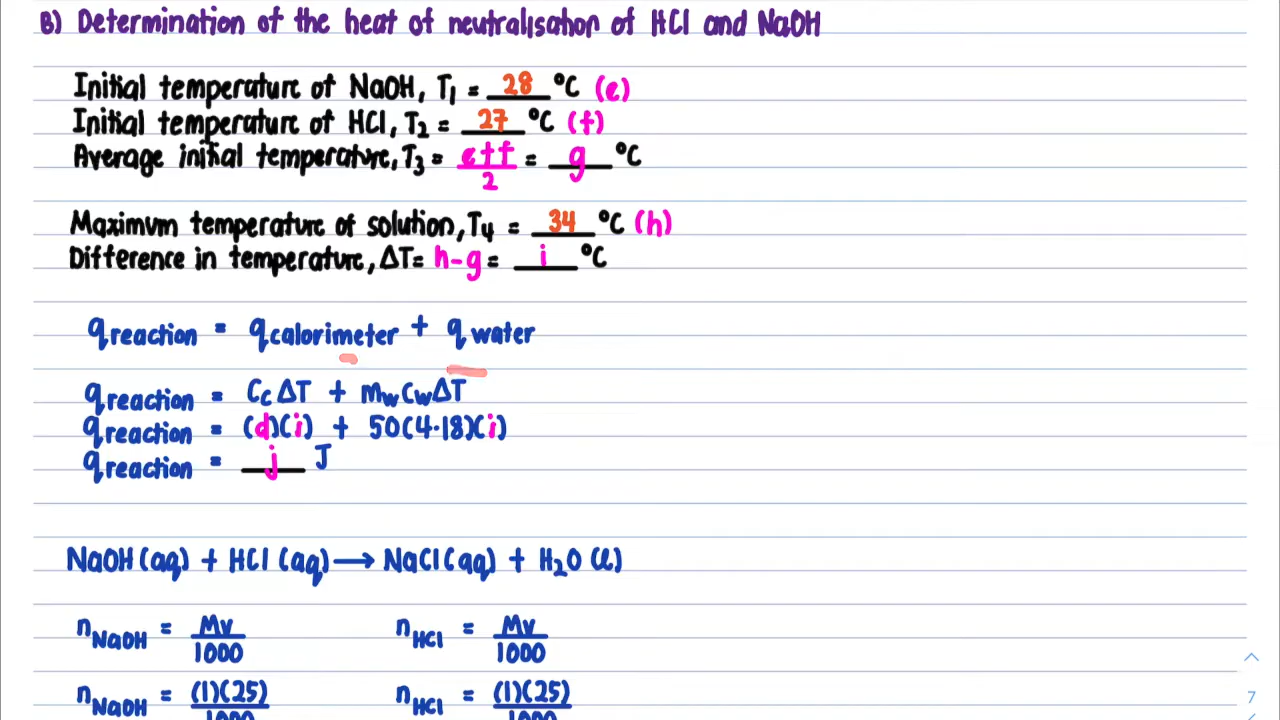 B) Determination of the heat of neutralisation of HCl and NaOH
Initial temperature of NaOH, T₁ = 28 °C (e)
Initial temperature of HCl, T₂ = 27 °C (f)
Average initial temperature, T₃ = e+f/2 = g °C
Maximum temperature of solution, T₄ = 34 °C (h)
Difference in temperature, ΔT = h-g = i °C
qreaction = qcalorimeter + qwater
qreaction = CcΔT + mwCwΔT
qreaction = (d)(i) + 50(4.18)(i)
qreaction = j J
NaOH (aq) + HCl (aq) → NaCl (aq) + H₂O (l)
nNaOH = Mv/1000 nHCl = Mv/1000
nNaOH = (1)(25)/1000 nHCl = (1)(25)/1000
7